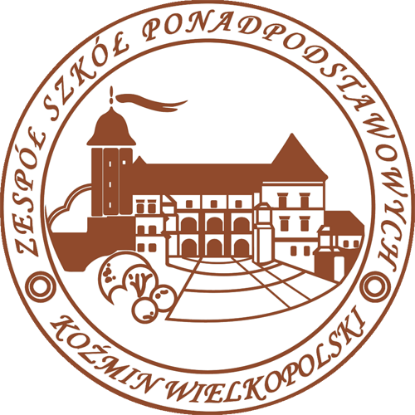 ZESPÓŁ SZKÓŁ PONADPODSTAWOWYCH
KOŹMIN WIELKOPOLSKI